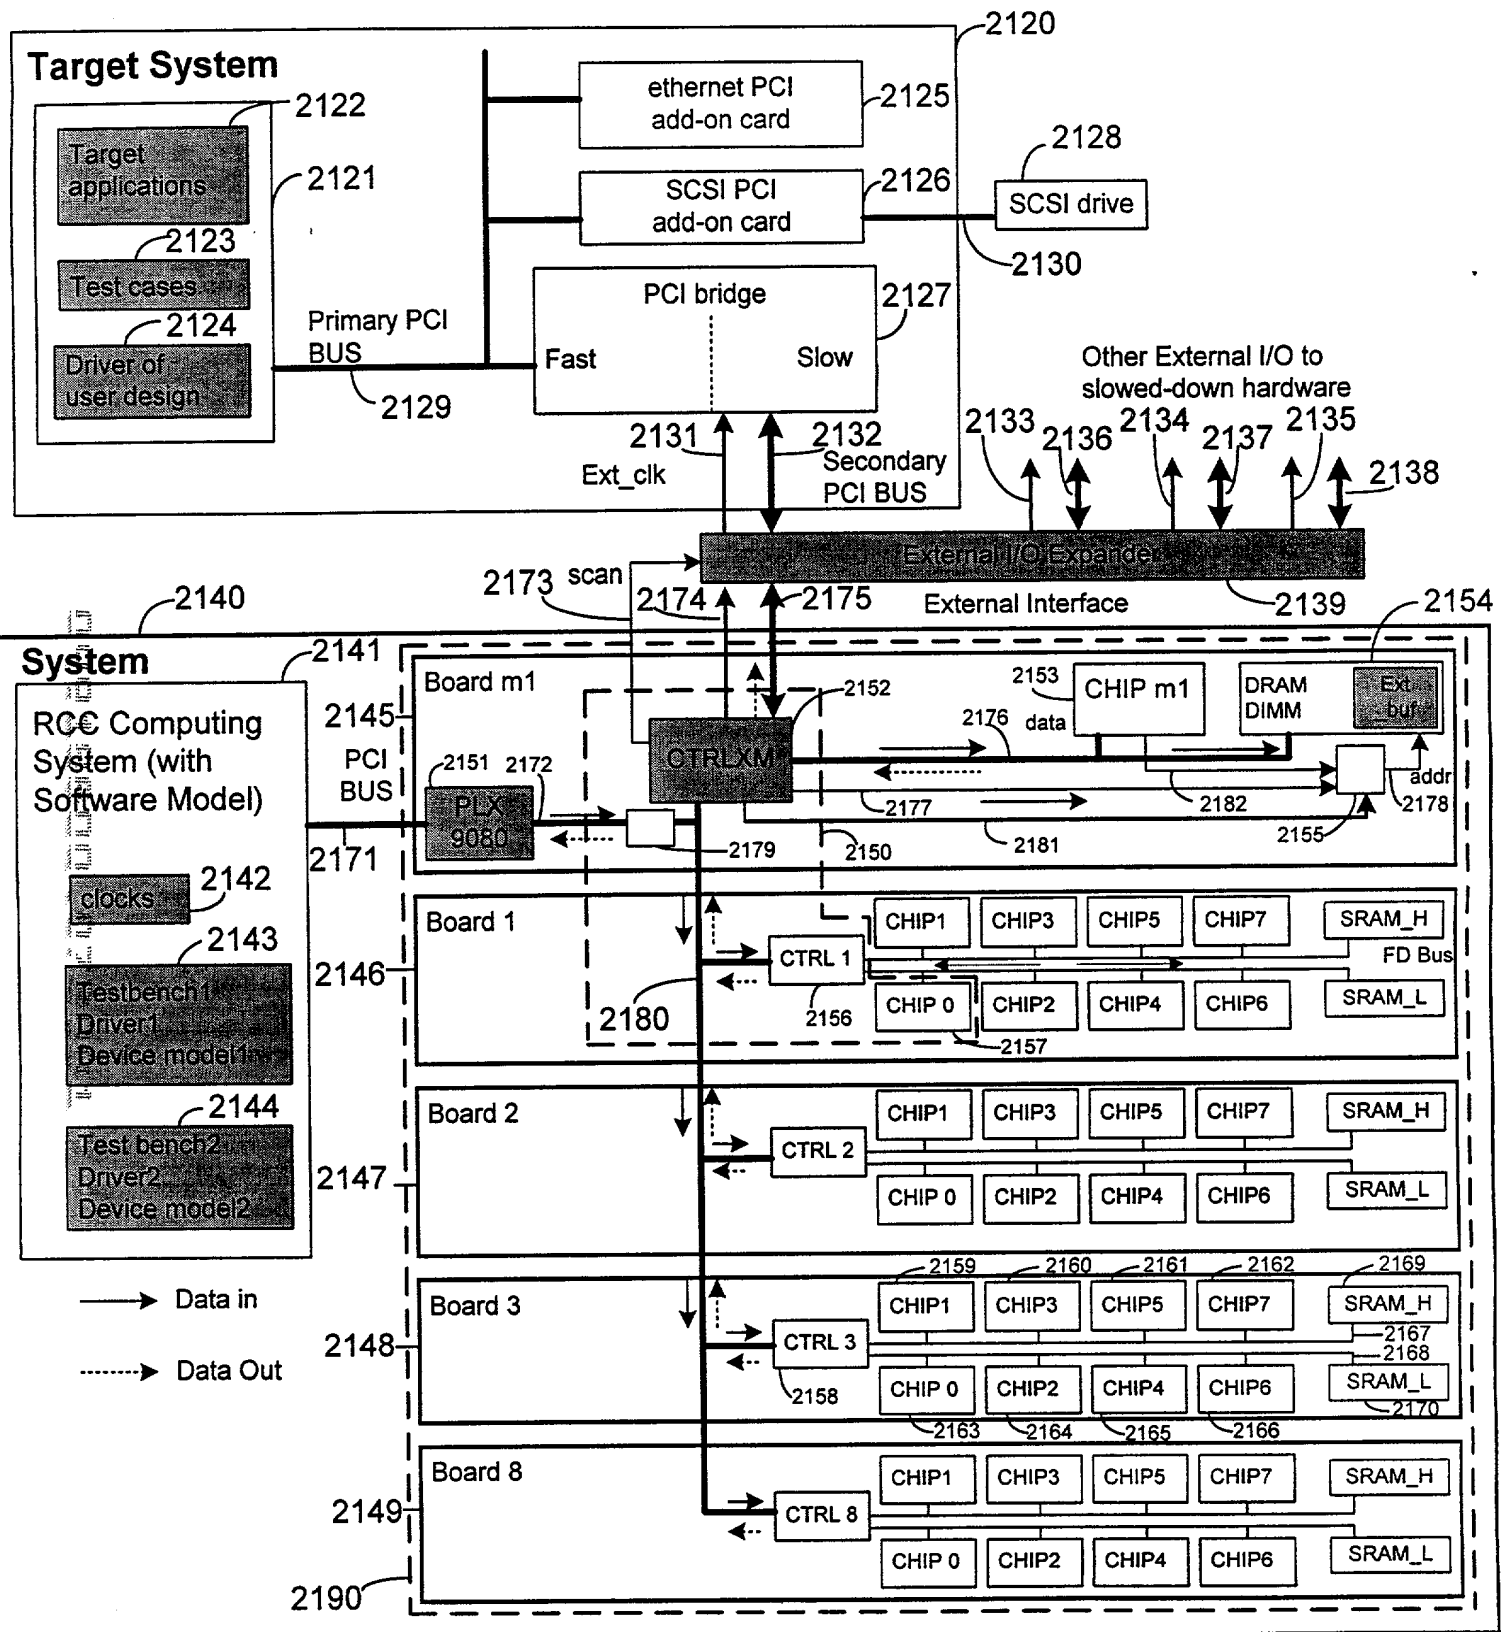 2120
Target System
2122
Target
applications
2121
2123
Test cases
2124
Driver of
user design
Primary PCI
BUS
2129
ethernet PCI
add-on card
2125
SCSI PCI
add-on card
2126
2128
SCSI drive
2130
PCI bridge
2127
Fast
Slow
2131
Ext_clk
2132
Secondary
PCI BUS
Other External I/O to
slowed-down hardware
2133
2136
2134
2137
2135
2138
External I/O Expander
2173
scan
2174
2175
External Interface
2139
2154
2140
System
2141
RCC Computing
System (with
Software Model)
2145
PCI
BUS
2171
clocks
2142
2143
Testbench1
Driver1
Device model1
2144
Test bench2
Driver2
Device model2
Data in
Data Out
Board m1
2151
PLX
9080
2172
2179
CTRLXM
2152
2150
2176
data
2153
CHIP m1
DRAM
DIMM
Ext
_buf
addr
2177
2182
2178
2155
2181
2146
Board 1
2180
CTRL 1
2156
CHIP1
CHIP3
CHIP5
CHIP7
SRAM_H
FD Bus
CHIP 0
CHIP2
CHIP4
CHIP6
SRAM_L
2157
2147
Board 2
CTRL 2
CHIP1
CHIP3
CHIP5
CHIP7
SRAM_H
CHIP 0
CHIP2
CHIP4
CHIP6
SRAM_L
2148
Board 3
2159
2160
2161
2162
2169
CTRL 3
2158
CHIP1
CHIP3
CHIP5
CHIP7
SRAM_H
2167
2168
CHIP 0
CHIP2
CHIP4
CHIP6
SRAM_L
2163
2164
2165
2166
2170
2149
Board 8
CTRL 8
CHIP1
CHIP3
CHIP5
CHIP7
SRAM_H
CHIP 0
CHIP2
CHIP4
CHIP6
SRAM_L
2190